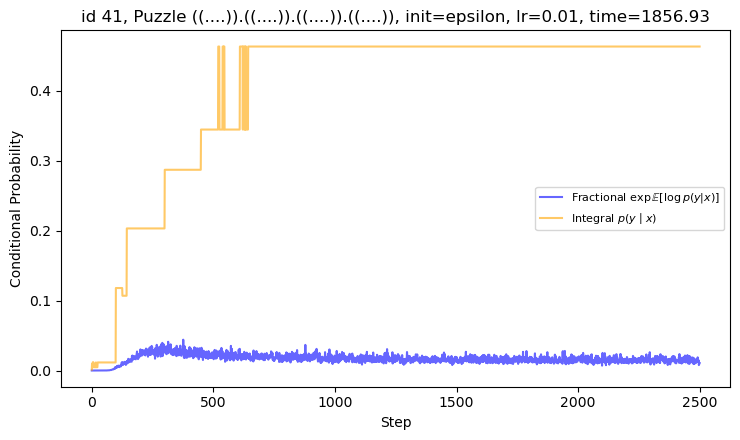 id 41, Puzzle ((....)).((....)).((....)).((....)), init=epsilon, lr=0.01, time=1856.93
Conditional Probability
0.4
0.3
0.2
0.1
0.0
Fractional exp𝔼[log p(y|x)]
Integral p(y | x)
0 500 1000 1500 2000 2500
Step